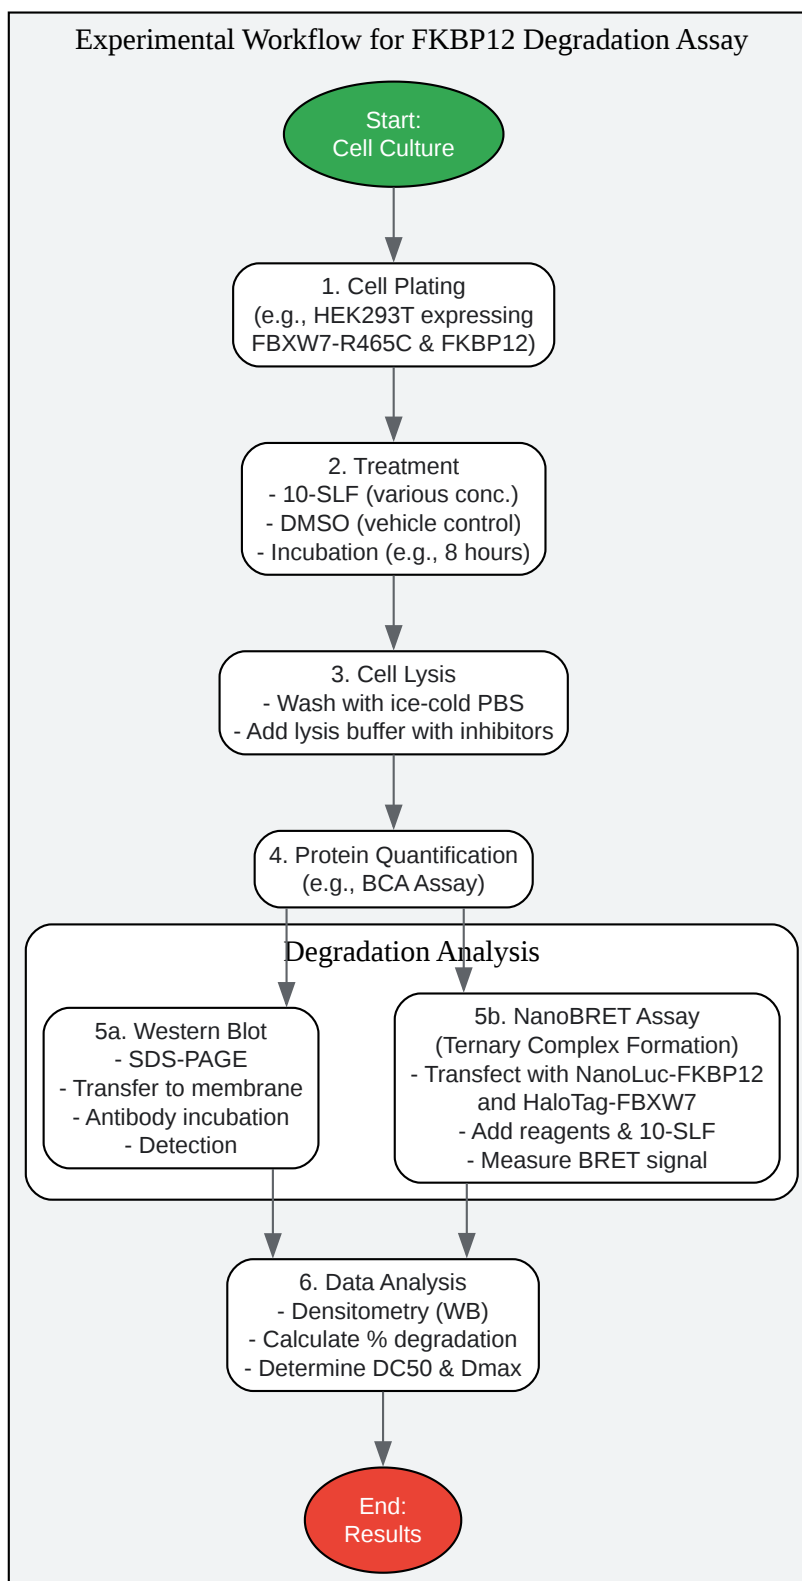 Experimental Workflow for FKBP12 Degradation Assay
Start:
Cell Culture
1. Cell Plating
(e.g., HEK293T expressing
FBXW7-R465C & FKBP12)
2. Treatment
- 10-SLF (various conc.)
- DMSO (vehicle control)
- Incubation (e.g., 8 hours)
3. Cell Lysis
- Wash with ice-cold PBS
- Add lysis buffer with inhibitors
4. Protein Quantification
(e.g., BCA Assay)
Degradation Analysis
5a. Western Blot
- SDS-PAGE
- Transfer to membrane
- Antibody incubation
- Detection
5b. NanoBRET Assay
(Ternary Complex Formation)
- Transfect with NanoLuc-FKBP12
and HaloTag-FBXW7
- Add reagents & 10-SLF
- Measure BRET signal
6. Data Analysis
- Densitometry (WB)
- Calculate % degradation
- Determine DC50 & Dmax
End:
Results